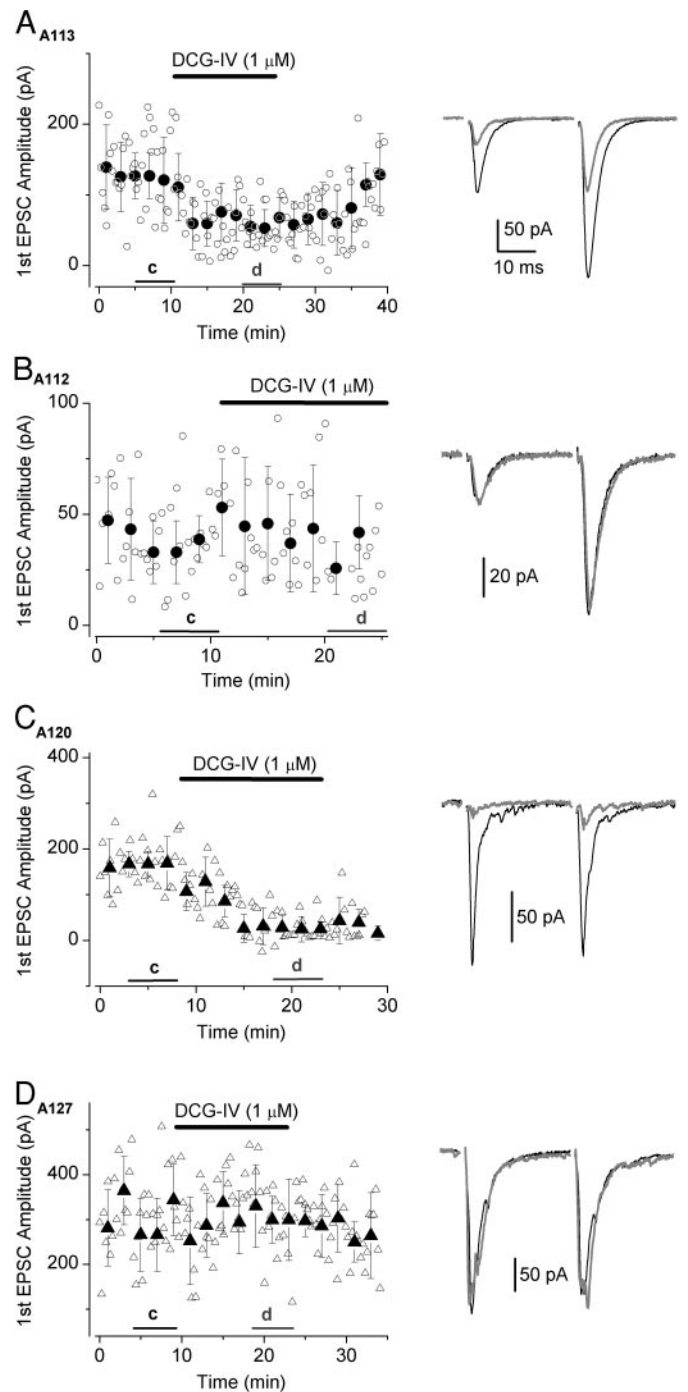 A A113
DCG-IV (1 μM)
1st EPSC Amplitude (pA)
200
0
c
d
0 10 20 30 40
Time (min)
50 pA
10 ms
B A112
DCG-IV (1 μM)
1st EPSC Amplitude (pA)
100
50
0
c
d
0 10 20
Time (min)
20 pA
C A120
DCG-IV (1 μM)
1st EPSC Amplitude (pA)
400
200
0
c
d
0 10 20 30
Time (min)
50 pA
D A127
DCG-IV (1 μM)
1st EPSC Amplitude (pA)
400
200
c
d
0 10 20 30
Time (min)
50 pA